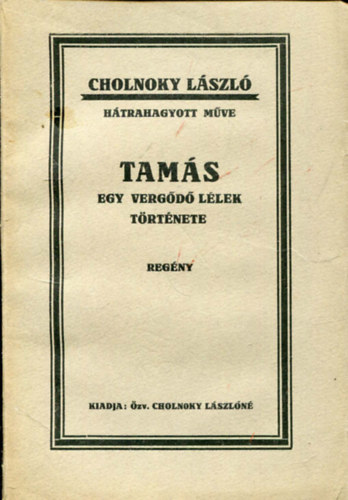 CHOLNOKY LÁSZLÓ
HÁTRAHAGYOTT MŰVE
TAMÁS
EGY VERGŐDŐ LÉLEK
TÖRTÉNETE
REGÉNY
KIADJA: ÖZV. CHOLNOKY LÁSZLÓNÉ